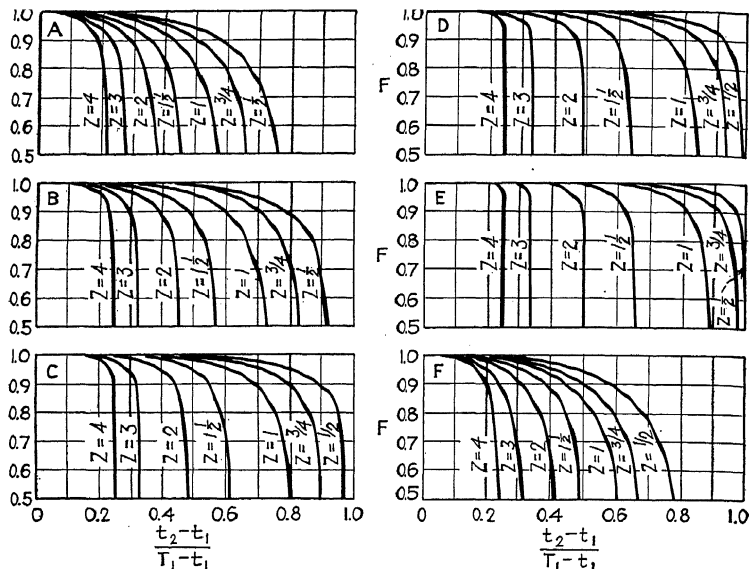 A
1.0
0.9
0.8
0.7
0.6
0.5
Z=4
Z=3
Z=2
Z=1½
Z=1
Z=3/4
Z=½
B
1.0
0.9
0.8
0.7
0.6
0.5
Z=4
Z=3
Z=2
Z=1½
Z=1
Z=3/4
Z=½
C
1.0
0.9
0.8
0.7
0.6
0.5
Z=4
Z=3
Z=2
Z=1½
Z=1
Z=3/4
Z=1/2
0 0.2 0.4 0.6 0.8 1.0
t₂-t₁
T₁-t₁
D
F
1.0
0.9
0.8
0.7
0.6
0.5
Z=4
Z=3
Z=2
Z=1½
Z=1
Z=3/4
Z=1/2
E
F
1.0
0.9
0.8
0.7
0.6
0.5
Z=4
Z=3
Z=2
Z=1½
Z=1
Z=3/4
Z=½
F
F
1.0
0.9
0.8
0.7
0.6
0.5
Z=4
Z=3
Z=2
Z=1½
Z=1
Z=3/4
Z=1/2
0 0.2 0.4 0.6 0.8 1.0
t₂-t₁
T₁-t₁